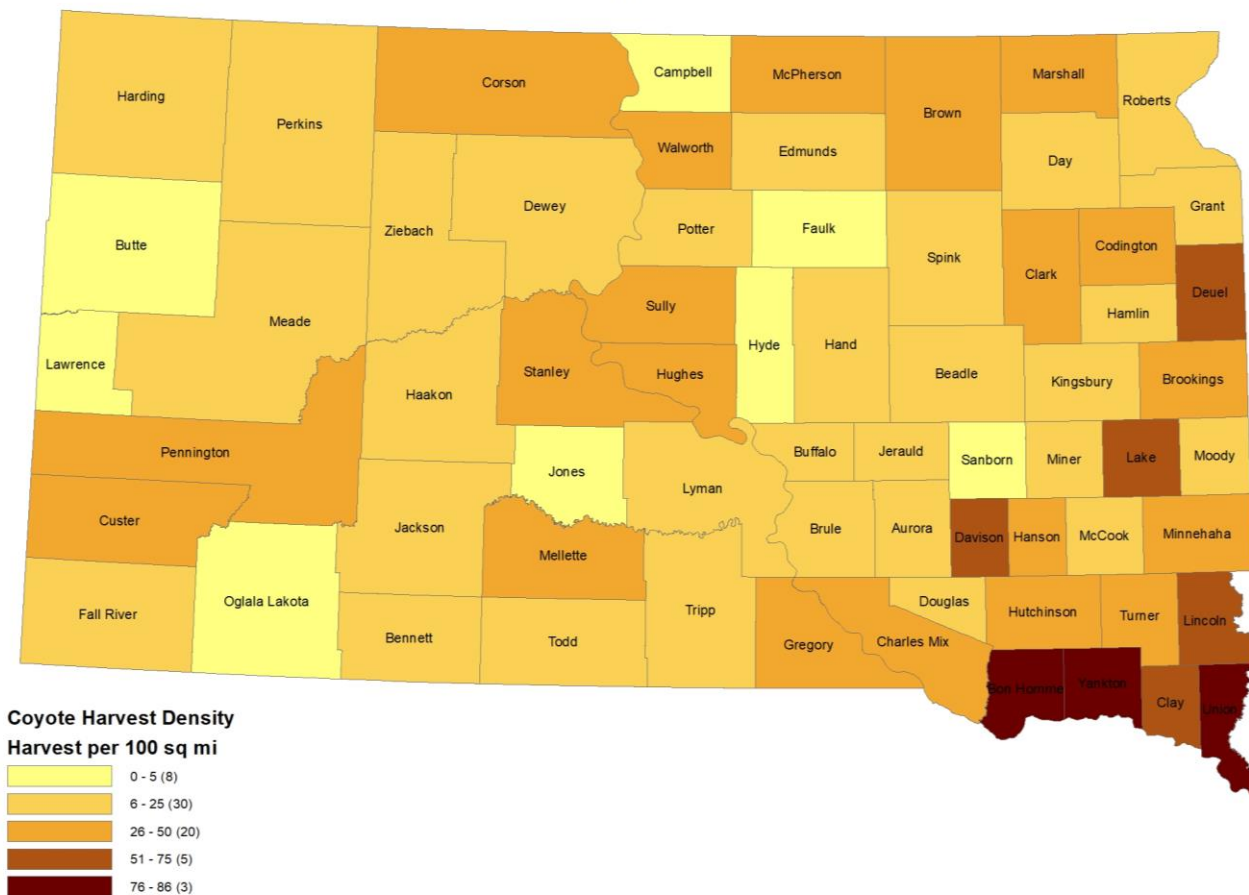 Campbell
McPherson
Marshall
Corson
Harding
Roberts
Perkins
Brown
Walworth
Edmunds
Day
Dewey
Grant
Ziebach
Potter
Faulk
Butte
Codington
Spink
Clark
Deuel
Sully
Hamlin
Meade
Hyde
Hand
Lawrence
Stanley
Hughes
Beadle
Kingsbury
Brookings
Haakon
Pennington
Buffalo
Jerauld
Sanborn
Miner
Lake
Moody
Jones
Lyman
Custer
Jackson
Brule
Aurora
Davison
Hanson
McCook
Minnehaha
Mellette
Oglala Lakota
Douglas
Fall River
Tripp
Hutchinson
Turner
Lincoln
Bennett
Todd
Gregory
Charles Mix
Bon Homme
Yankton
Clay
Union
Coyote Harvest Density
Harvest per 100 sq mi
0 - 5 (8)
6 - 25 (30)
26 - 50 (20)
51 - 75 (5)
76 - 86 (3)